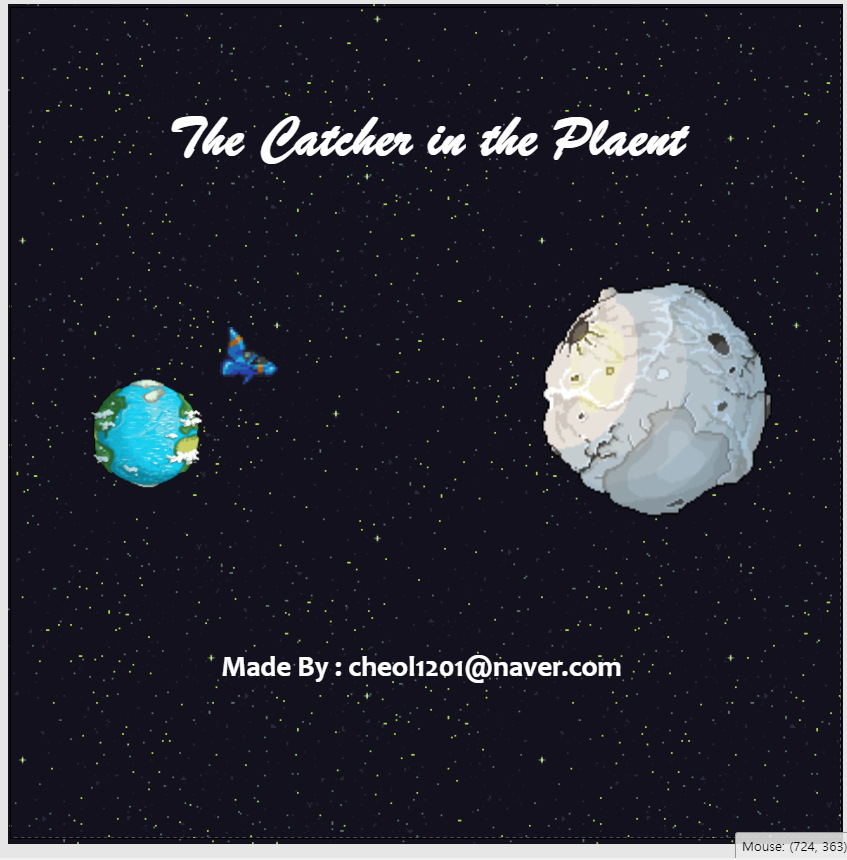 The Catcher in the Plaent
Made By : cheol1201@naver.com
Mouse: (724, 363)